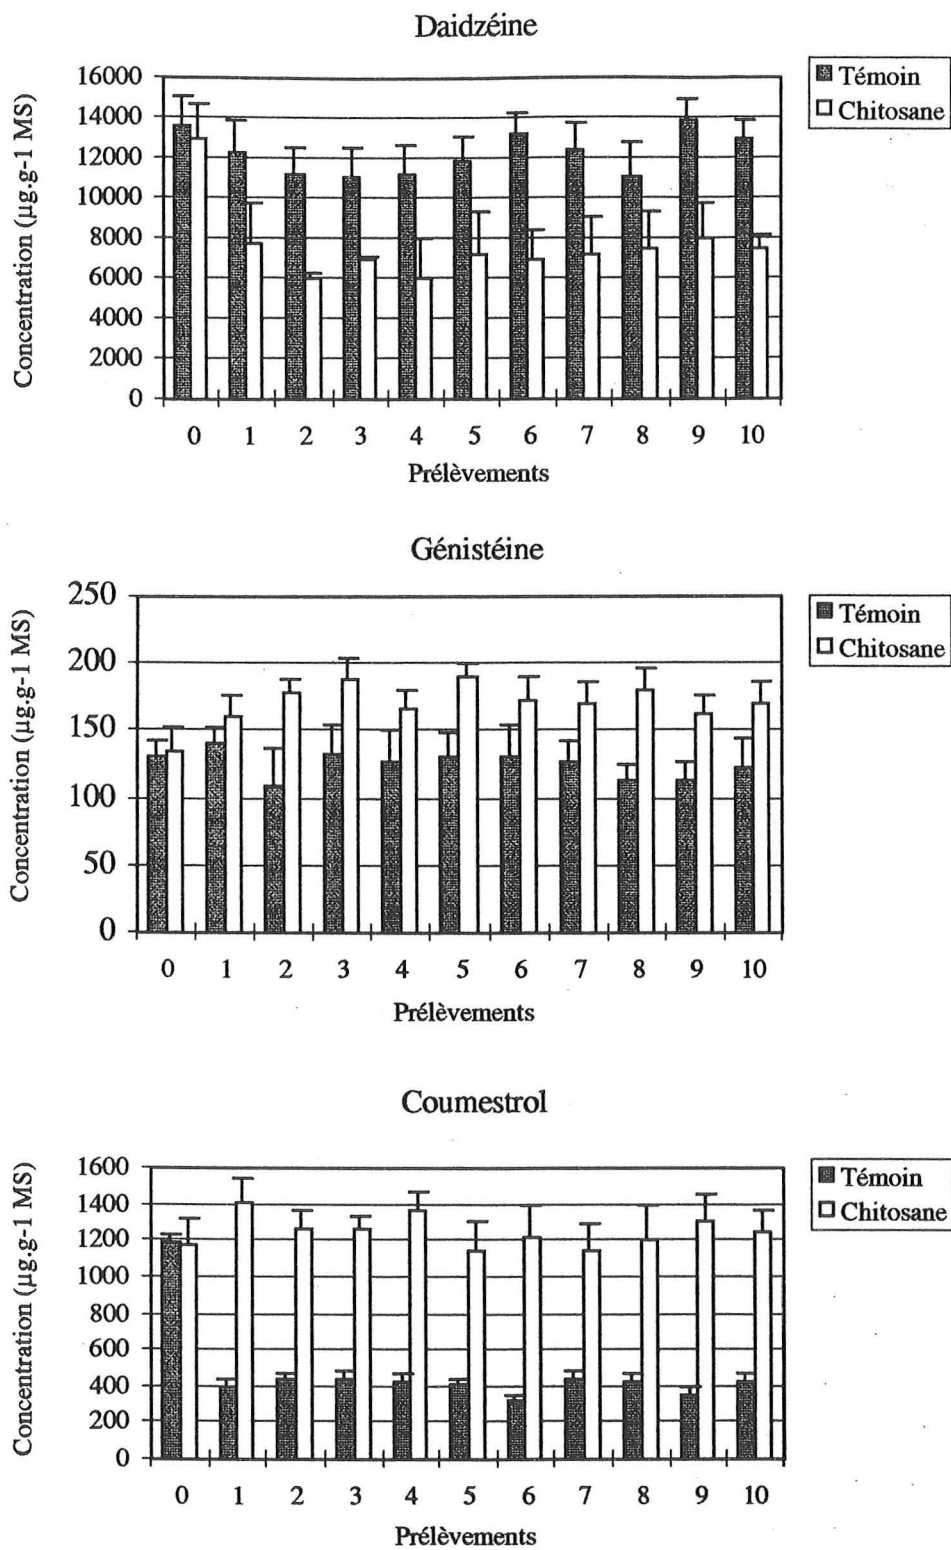 Daidzéine
Témoin
Chitosane
Concentration (µg.g-1 MS)
16000
14000
12000
10000
8000
6000
4000
2000
0
0 1 2 3 4 5 6 7 8 9 10
Prélèvements
Génistéine
Témoin
Chitosane
Concentration (µg.g-1 MS)
250
200
150
100
50
0
0 1 2 3 4 5 6 7 8 9 10
Prélèvements
Coumestrol
Témoin
Chitosane
Concentration (µg.g-1 MS)
1600
1400
1200
1000
800
600
400
200
0
0 1 2 3 4 5 6 7 8 9 10
Prélèvements